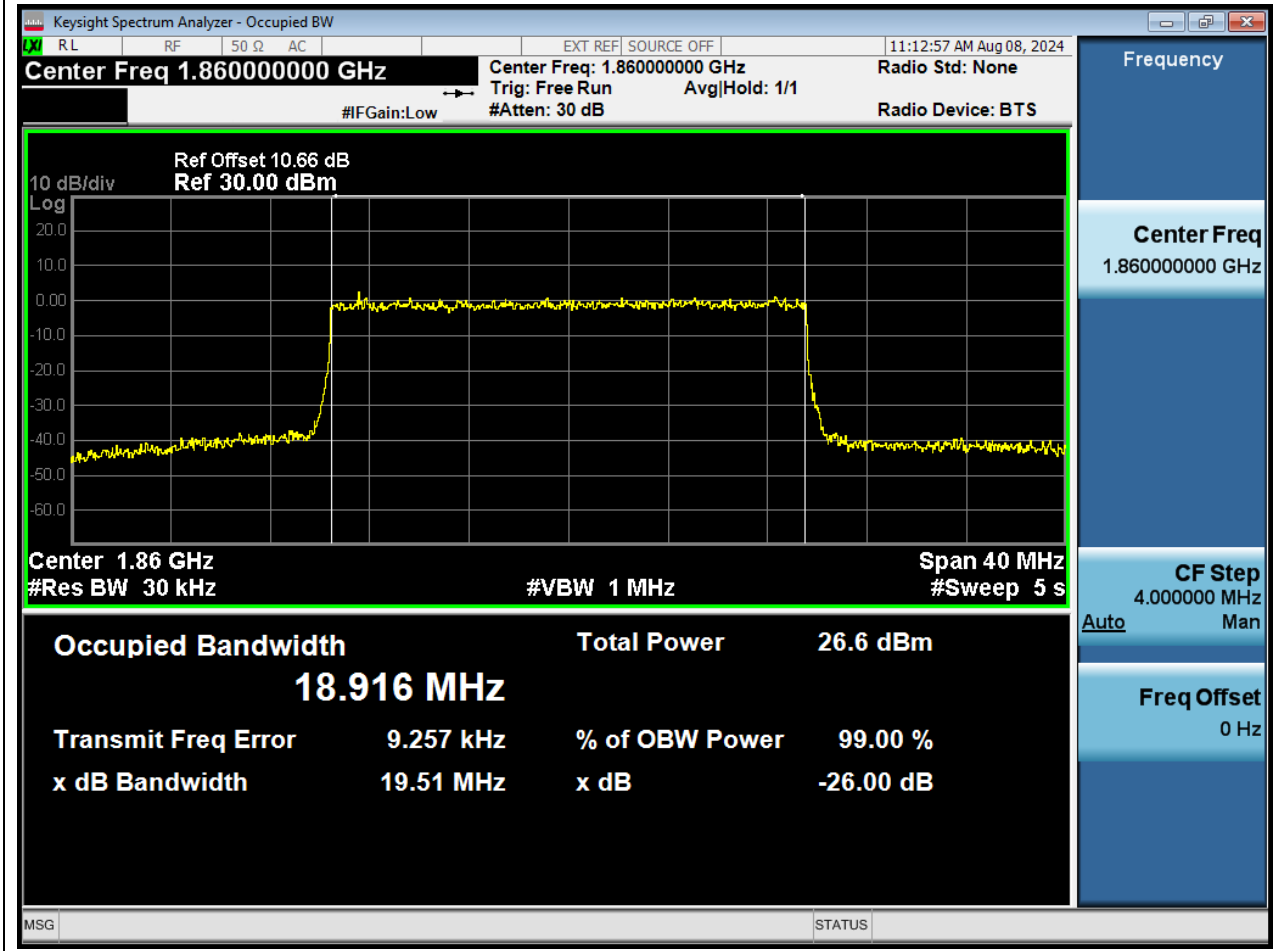 Keysight Spectrum Analyzer - Occupied BW
LXI RL RF 50 Ω AC EXT REF SOURCE OFF 11:12:57 AM Aug 08, 2024
Center Freq 1.860000000 GHz Center Freq: 1.860000000 GHz Radio Std: None
Trig: Free Run Avg|Hold: 1/1
#IFGain:Low #Atten: 30 dB Radio Device: BTS
Ref Offset 10.66 dB
10 dB/div Ref 30.00 dBm
Log
20.0
10.0
0.00
-10.0
-20.0
-30.0
-40.0
-50.0
-60.0
Center 1.86 GHz Span 40 MHz
#Res BW 30 kHz #VBW 1 MHz #Sweep 5 s
Occupied Bandwidth Total Power 26.6 dBm
18.916 MHz
Transmit Freq Error 9.257 kHz % of OBW Power 99.00 %
x dB Bandwidth 19.51 MHz x dB -26.00 dB
Frequency
Center Freq
1.860000000 GHz
CF Step
4.000000 MHz
Auto Man
Freq Offset
0 Hz
MSG STATUS